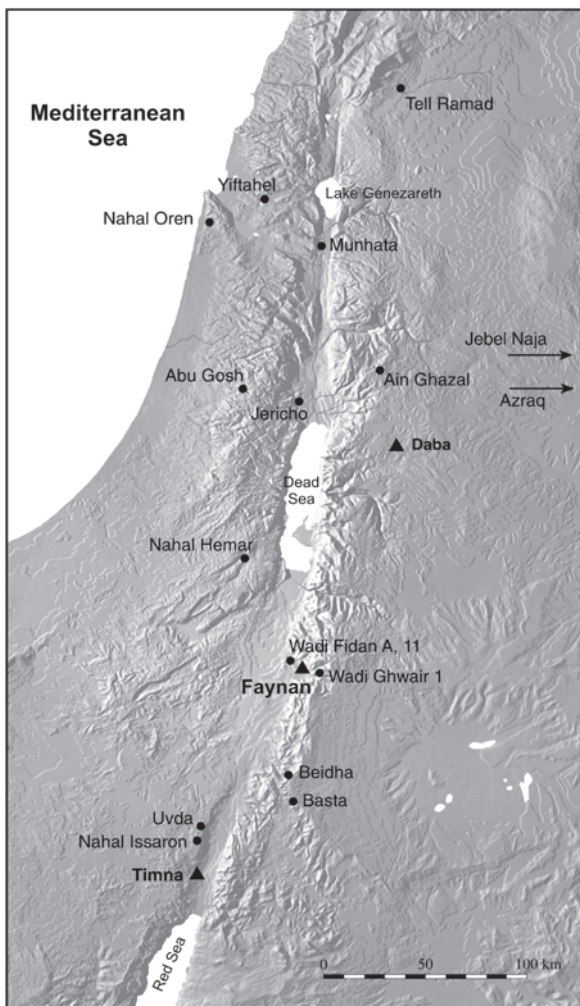 Mediterranean
Sea
Tell Ramad
Yiftahel
Lake Genezareth
Nahal Oren
Munhata
Jebel Naja
Abu Gosh
Ain Ghazal
Azraq
Jericho
Daba
Dead
Sea
Nahal Hemar
Wadi Fidan A, 11
Faynan
Wadi Ghwair 1
Beidha
Basta
Uvda
Nahal Issaron
Timna
Red Sea
0 50 100 km